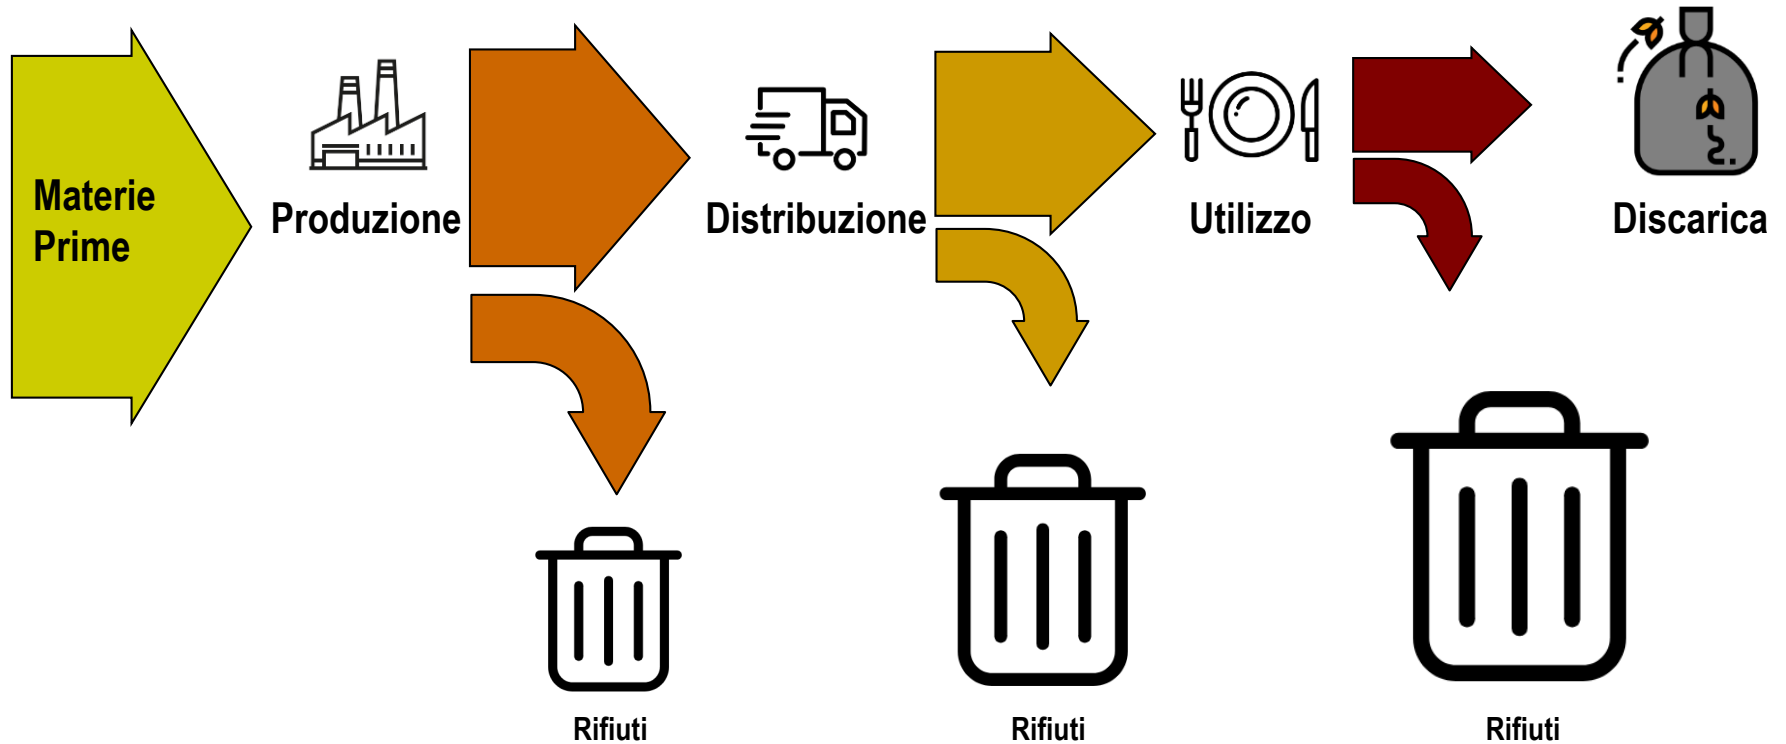 Materie
Prime
Produzione
Distribuzione
Utilizzo
Discarica
Rifiuti
Rifiuti
Rifiuti